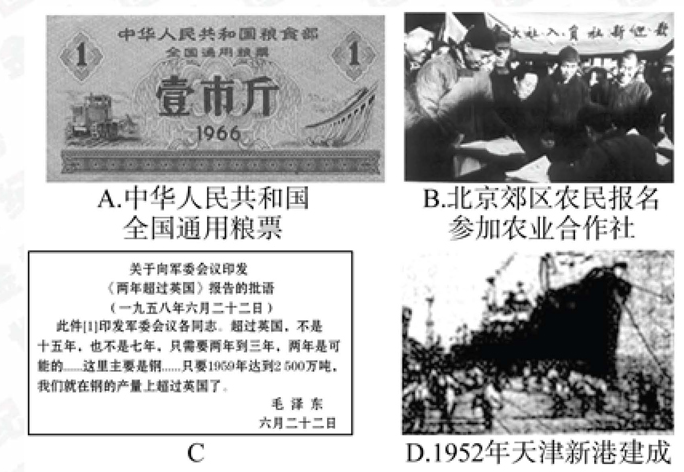 中华人民共和国粮食部
全国通用粮票
1 1
壹市斤
1966
A.中华人民共和国
全国通用粮票
B.北京郊区农民报名
参加农业合作社
关于向军委会议印发
《两年超过英国》报告的批语
(一九五八年六月二十二日)
此件[1]印发军委会议各同志。超过英国，不是
十五年，也不是七年，只需要两年到三年，两年是可
能的……这里主要是钢……只要1959年达到2 500万吨，
我们就在钢的产量上超过英国了。
毛 泽 东
六月二十二日
C
D.1952年天津新港建成